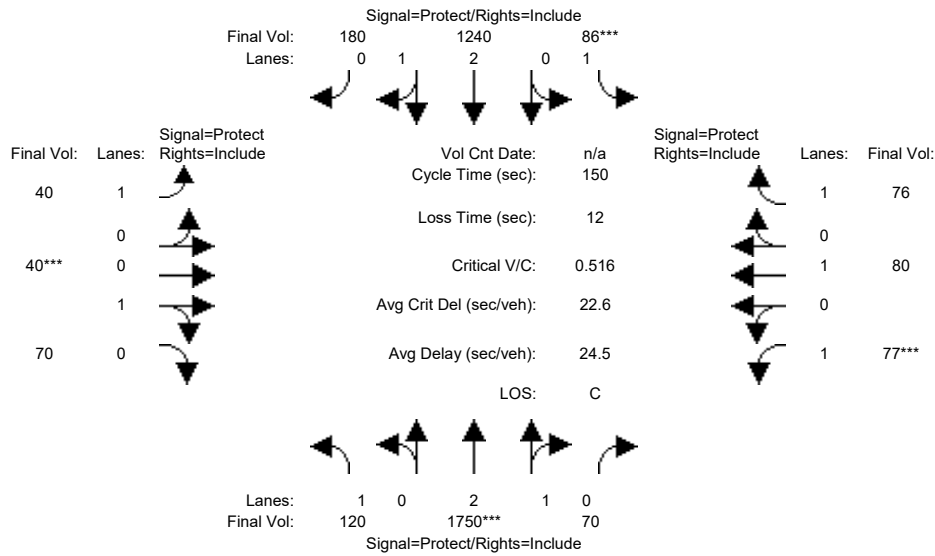 Signal=Protect/Rights=Include
Final Vol: 180 1240 86***
Lanes: 0 1 2 0 1
Signal=Protect Signal=Protect
Final Vol: Lanes: Rights=Include Vol Cnt Date: n/a Rights=Include Lanes: Final Vol:
Cycle Time (sec): 150
40 1 1 76
Loss Time (sec): 12
0 0
40*** 0 Critical V/C: 0.516 1 80
1 Avg Crit Del (sec/veh): 22.6 0
70 0 Avg Delay (sec/veh): 24.5 1 77***
LOS: C
Lanes: 1 0 2 1 0
Final Vol: 120 1750*** 70
Signal=Protect/Rights=Include